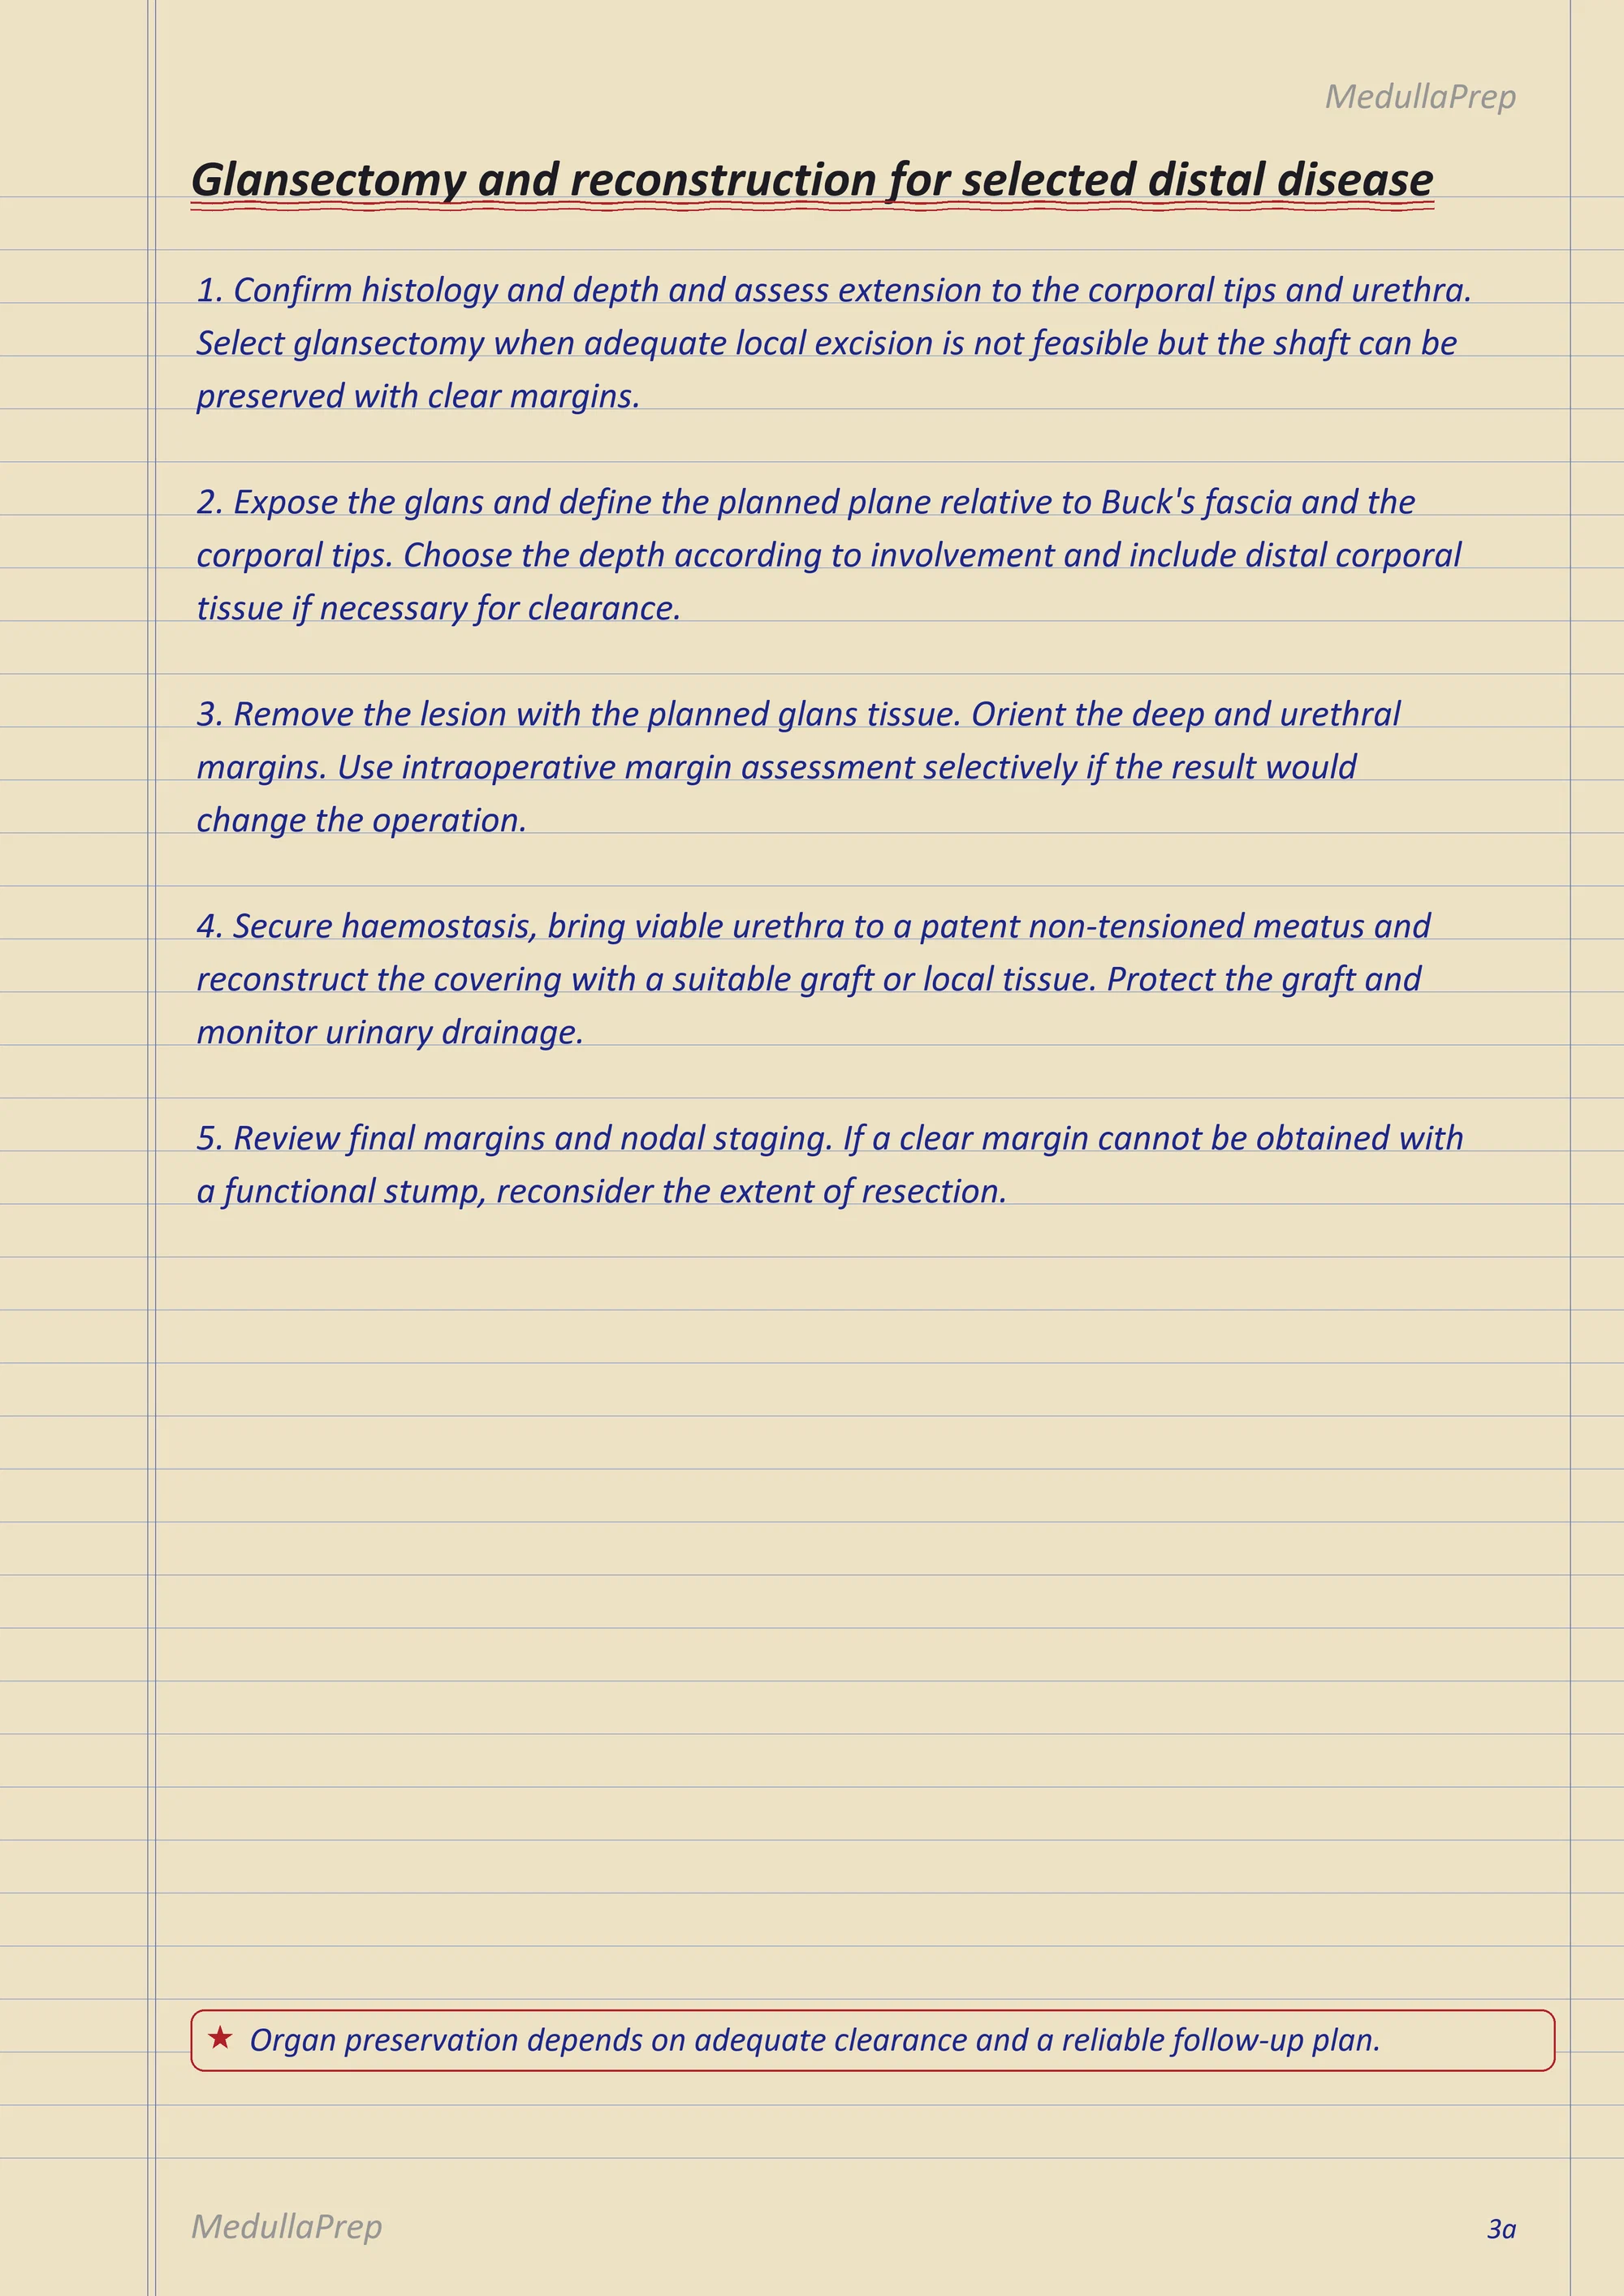 MedullaPrep
Glansectomy and reconstruction for selected distal disease
1. Confirm histology and depth and assess extension to the corporal tips and urethra.
Select glansectomy when adequate local excision is not feasible but the shaft can be
preserved with clear margins.
2. Expose the glans and define the planned plane relative to Buck's fascia and the
corporal tips. Choose the depth according to involvement and include distal corporal
tissue if necessary for clearance.
3. Remove the lesion with the planned glans tissue. Orient the deep and urethral
margins. Use intraoperative margin assessment selectively if the result would
change the operation.
4. Secure haemostasis, bring viable urethra to a patent non-tensioned meatus and
reconstruct the covering with a suitable graft or local tissue. Protect the graft and
monitor urinary drainage.
5. Review final margins and nodal staging. If a clear margin cannot be obtained with
a functional stump, reconsider the extent of resection.
★ Organ preservation depends on adequate clearance and a reliable follow-up plan.
MedullaPrep
3a